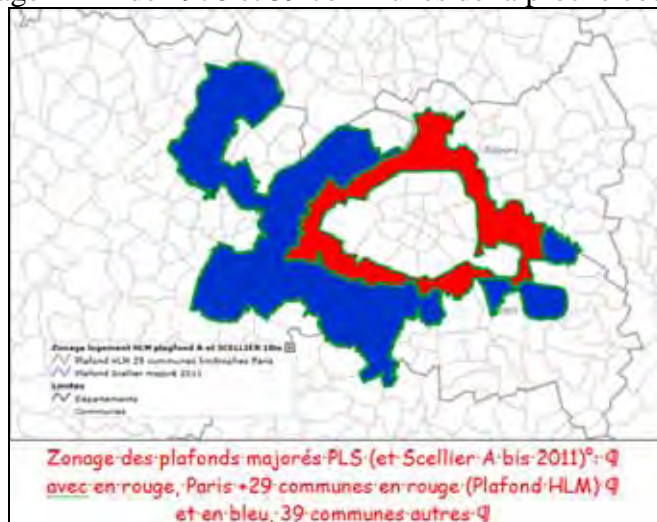 Zonage logement HLM plagfond A et SCELLIER 1Bis
Plafond HLM 29 communes limitrophes Paris
Plafond Scellier majoré 2011
Limites
Départements
Communes
Zonage·des·plafonds·majorés·PLS·(et·Scellier·A·bis·2011)°:·¶
avec·en·rouge,·Paris·+29·communes·en·rouge·(Plafond·HLM)·¶
et·en·bleu,·39·communes·autres·¶